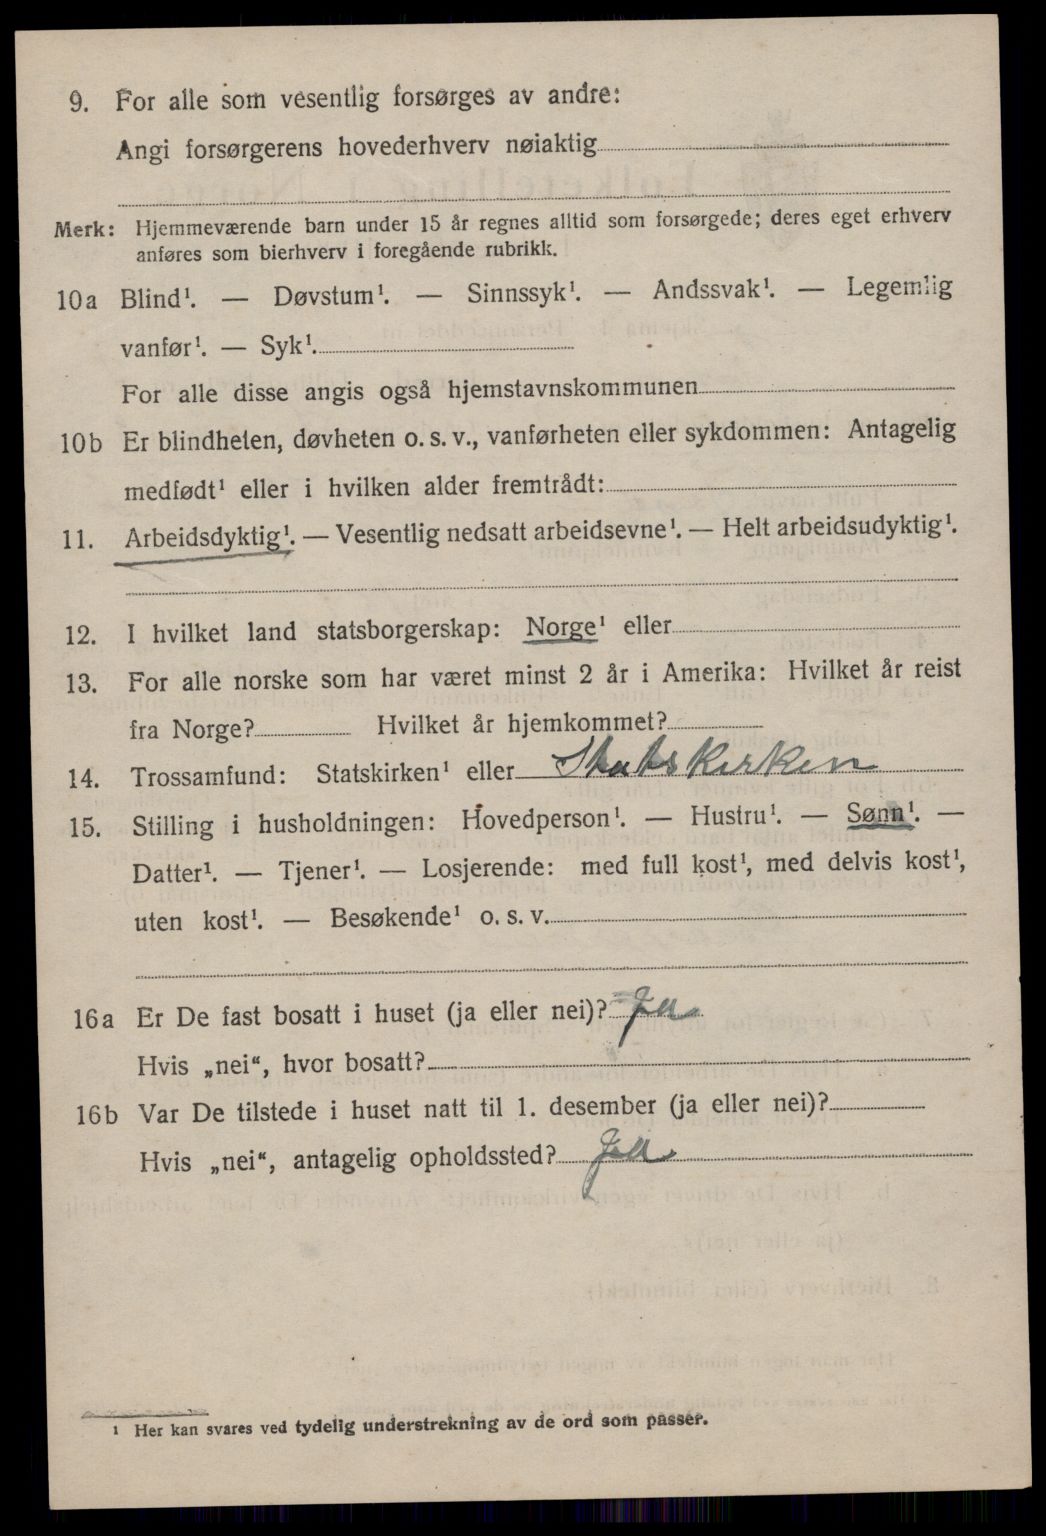 9. For alle som vesentlig forsørges av andre:
Angi forsørgerens hovederhverv nøiaktig
Merk: Hjemmeværende barn under 15 år regnes alltid som forsørgede; deres eget erhverv
anføres som bierhverv i foregående rubrikk.
10a Blind¹. — Døvstum¹. — Sinnssyk¹. — Andssvak¹. — Legemlig
vanfør¹. — Syk¹.
For alle disse angis også hjemstavnskommunen
10b Er blindheten, døvheten o. s. v., vanførheten eller sykdommen: Antagelig
medfødt¹ eller i hvilken alder fremtrådt:
11. Arbeidsdyktig¹. — Vesentlig nedsatt arbeidsevne¹. — Helt arbeidsudyktig¹.
12. I hvilket land statsborgerskap: Norge¹ eller
13. For alle norske som har været minst 2 år i Amerika: Hvilket år reist
fra Norge? Hvilket år hjemkommet?
14. Trossamfund: Statskirken¹ eller Statskirken
15. Stilling i husholdningen: Hovedperson¹. — Hustru¹. — Sønn¹. —
Datter¹. — Tjener¹. — Losjerende: med full kost¹, med delvis kost¹,
uten kost¹. — Besøkende¹ o. s. v.
16a Er De fast bosatt i huset (ja eller nei)? Ja
Hvis „nei“, hvor bosatt?
16b Var De tilstede i huset natt til 1. desember (ja eller nei)?
Hvis „nei“, antagelig opholdssted? Ja
¹ Her kan svares ved tydelig understrekning av de ord som passer.